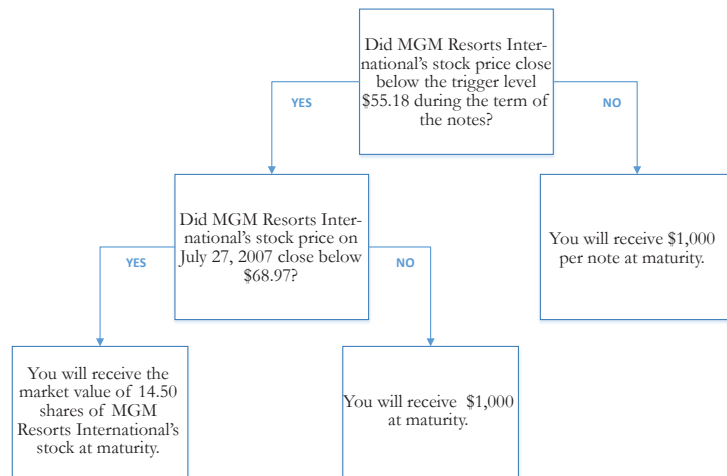 Did MGM Resorts Inter-
national's stock price close
below the trigger level
$55.18 during the term of
the notes?
YES
NO
Did MGM Resorts Inter-
national's stock price on
July 27, 2007 close below
$68.97?
You will receive $1,000
per note at maturity.
YES
NO
You will receive the
market value of 14.50
shares of MGM
Resorts International's
stock at maturity.
You will receive $1,000
at maturity.